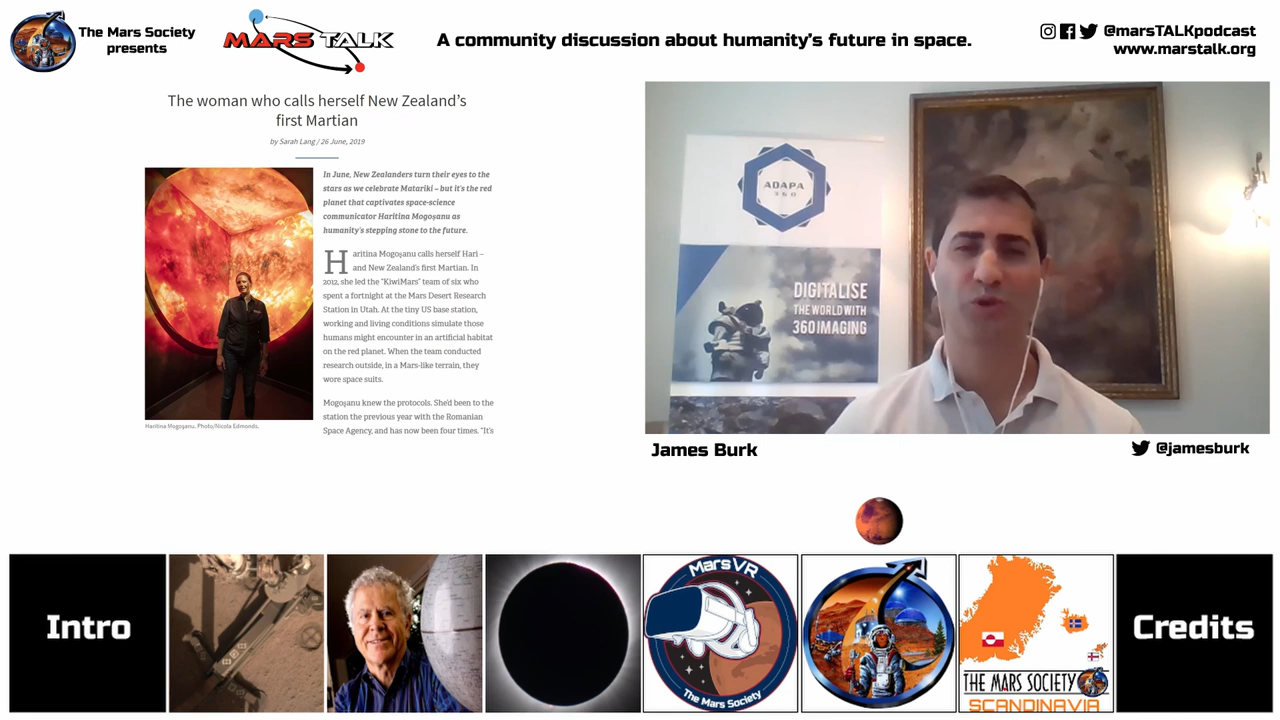 The Mars Society
presents
MARS TALK
A community discussion about humanity's future in space.
@marsTALKpodcast
www.marstalk.org
The woman who calls herself New Zealand's
first Martian
by Sarah Lang / 26 June, 2019
In June, New Zealanders turn their eyes to the
stars as we celebrate Matariki – but it's the red
planet that captivates space-science
communicator Haritina Mogoșanu as
humanity's stepping stone to the future.
Haritina Mogoșanu calls herself Hari –
and New Zealand's first Martian. In
2012, she led the "KiwiMars" team of six who
spent a fortnight at the Mars Desert Research
Station in Utah. At the tiny US base station,
working and living conditions simulate those
humans might encounter in an artificial habitat
on the red planet. When the team conducted
research outside, in a Mars-like terrain, they
wore space suits.
Mogoșanu knew the protocols. She'd been to the
station the previous year with the Romanian
Space Agency, and has now been four times. "It's
Haritina Mogoșanu. Photo/Nicola Edmonds.
ADAPA
360
DIGITALISE
THE WORLD WITH
360 IMAGING
James Burk
@jamesburk
Intro
MarsVR
The Mars Society
THE MARS SOCIETY
SCANDINAVIA
Credits